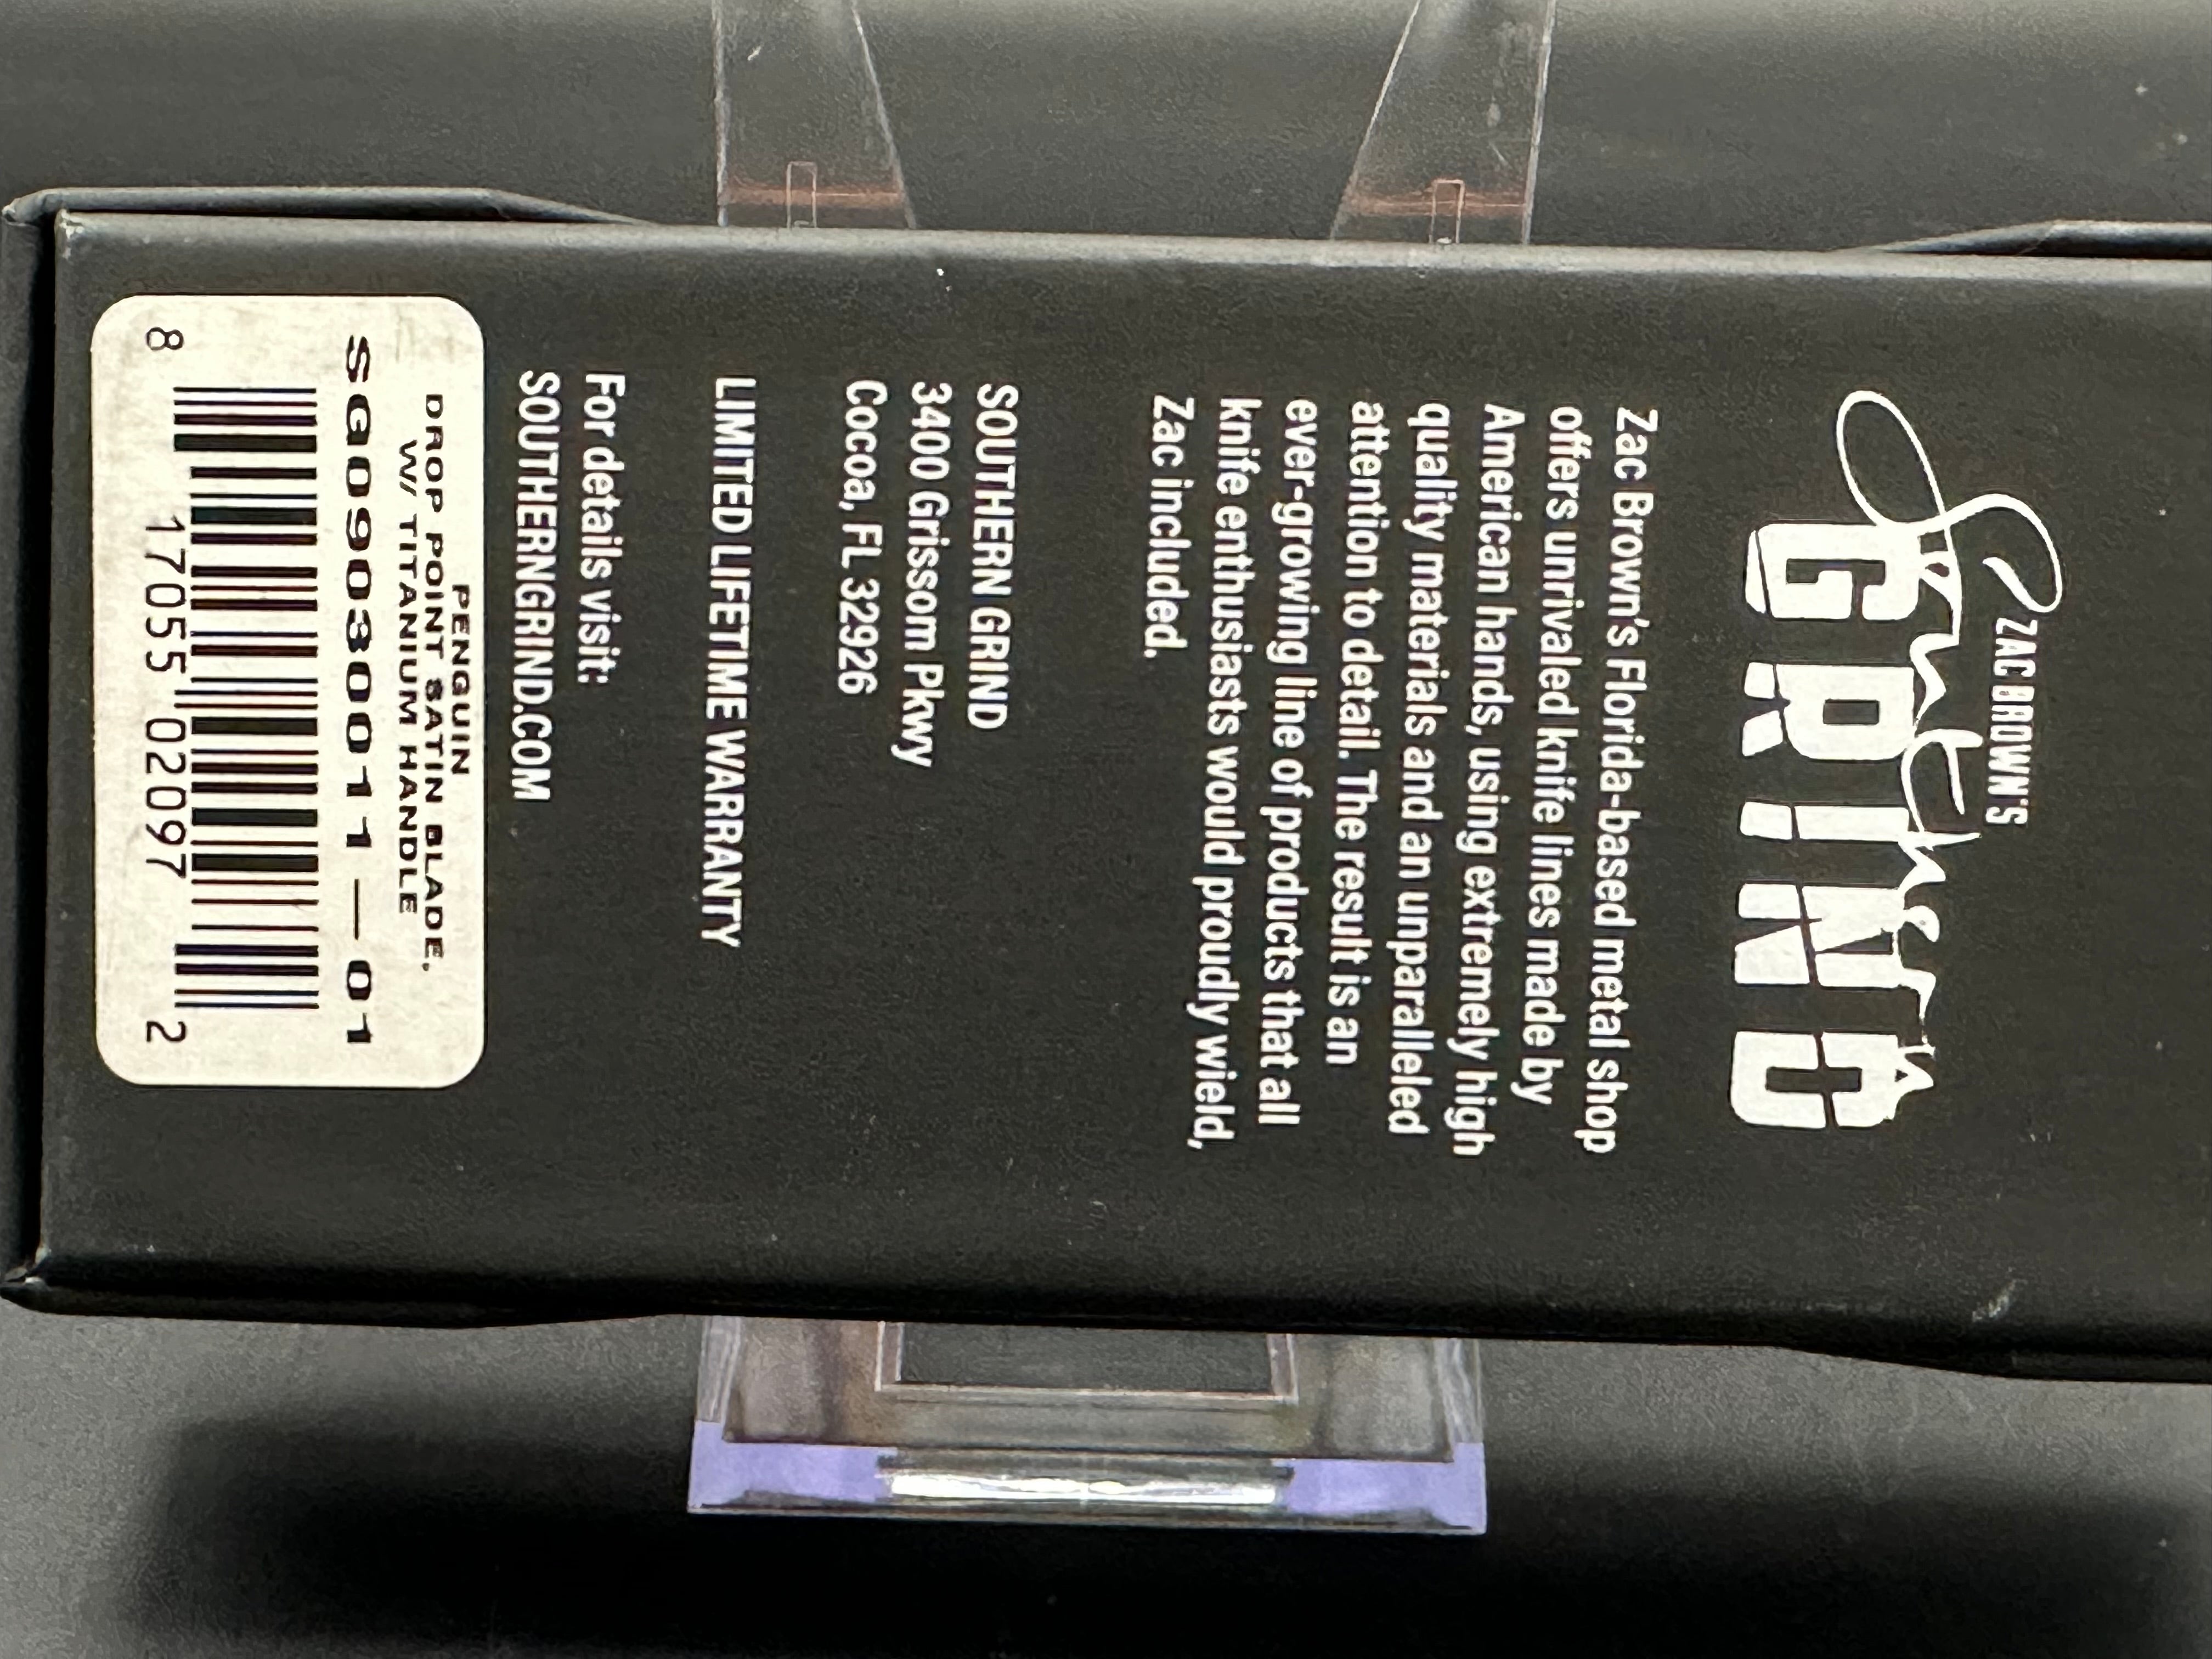 ZAC BROWN'S
Southern
GRIND
Zac Brown's Florida-based metal shop
offers unrivaled knife lines made by
American hands, using extremely high
quality materials and an unparalleled
attention to detail. The result is an
ever-growing line of products that all
knife enthusiasts would proudly wield,
Zac included.
SOUTHERN GRIND
3400 Grissom Pkwy
Cocoa, FL 32926
LIMITED LIFETIME WARRANTY
For details visit:
SOUTHERNGRIND.COM
PENGUIN
DROP POINT SATIN BLADE,
W/ TITANIUM HANDLE
SG09030011—01
8 17055 02097 2